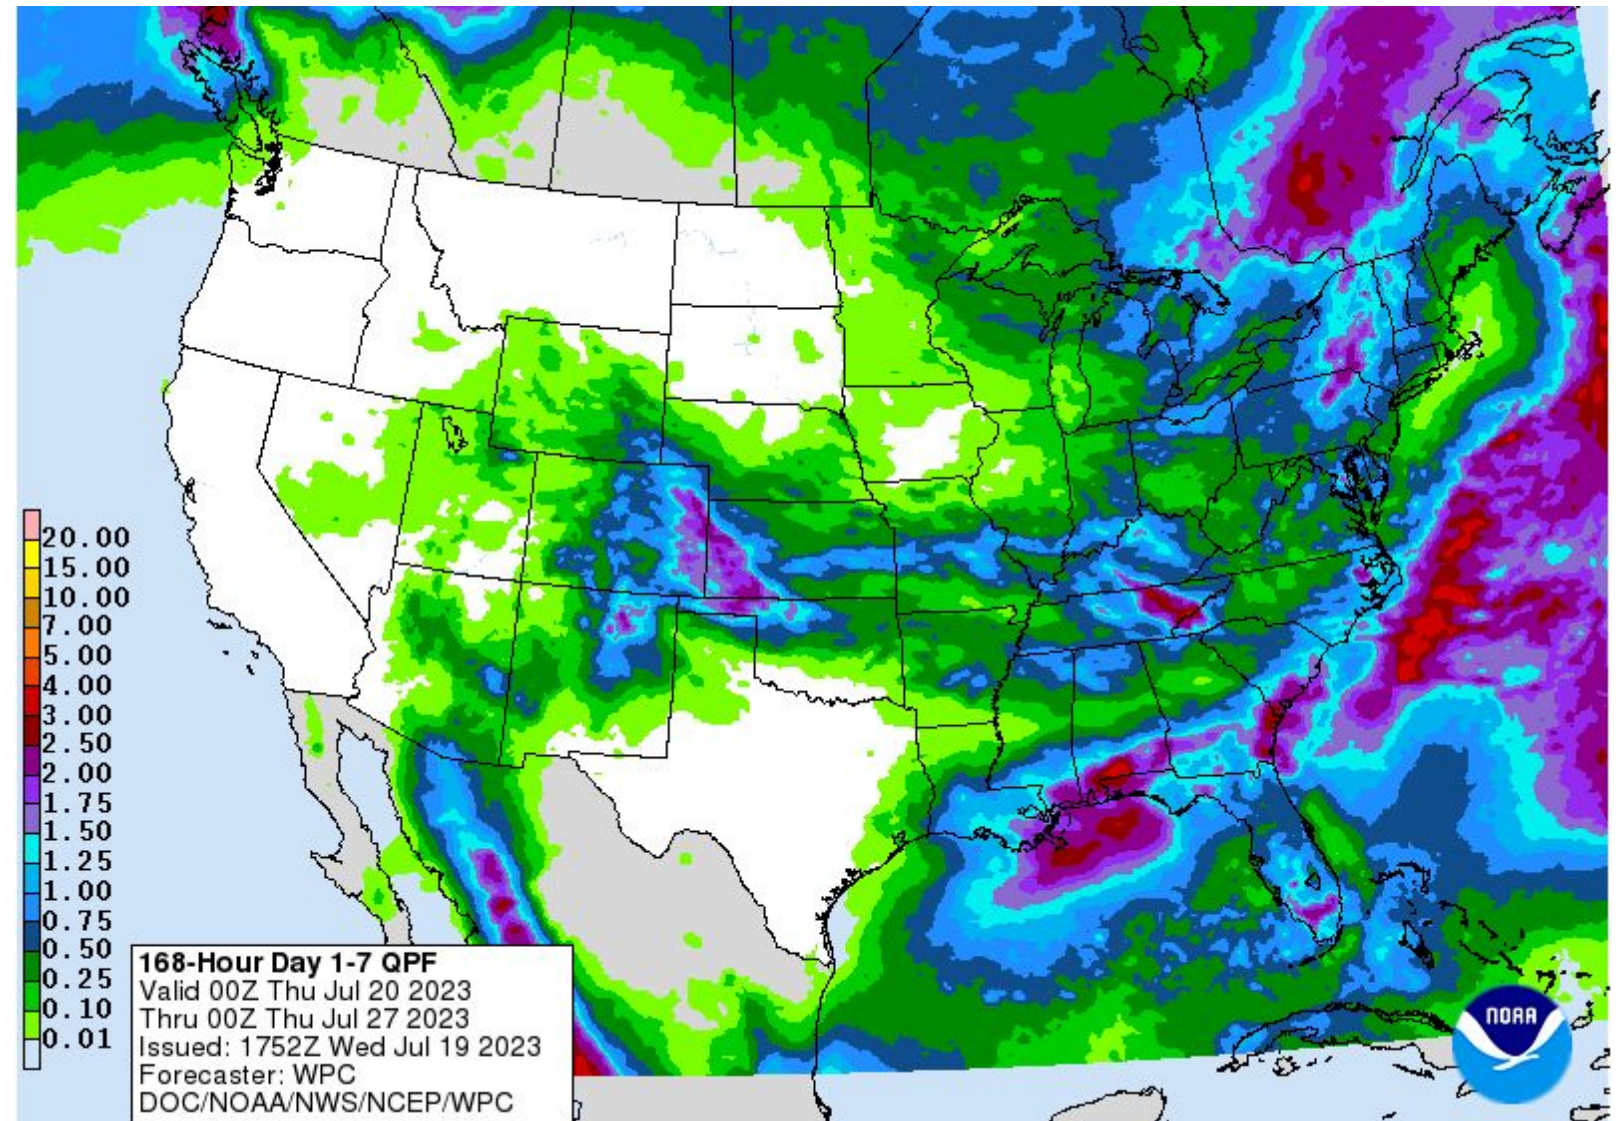 20.00
15.00
10.00
7.00
5.00
4.00
3.00
2.50
2.00
1.75
1.50
1.25
1.00
0.75
0.50
0.25
0.10
0.01
168-Hour Day 1-7 QPF
Valid 00Z Thu Jul 20 2023
Thru 00Z Thu Jul 27 2023
Issued: 1752Z Wed Jul 19 2023
Forecaster: WPC
DOC/NOAA/NWS/NCEP/WPC
NOAA